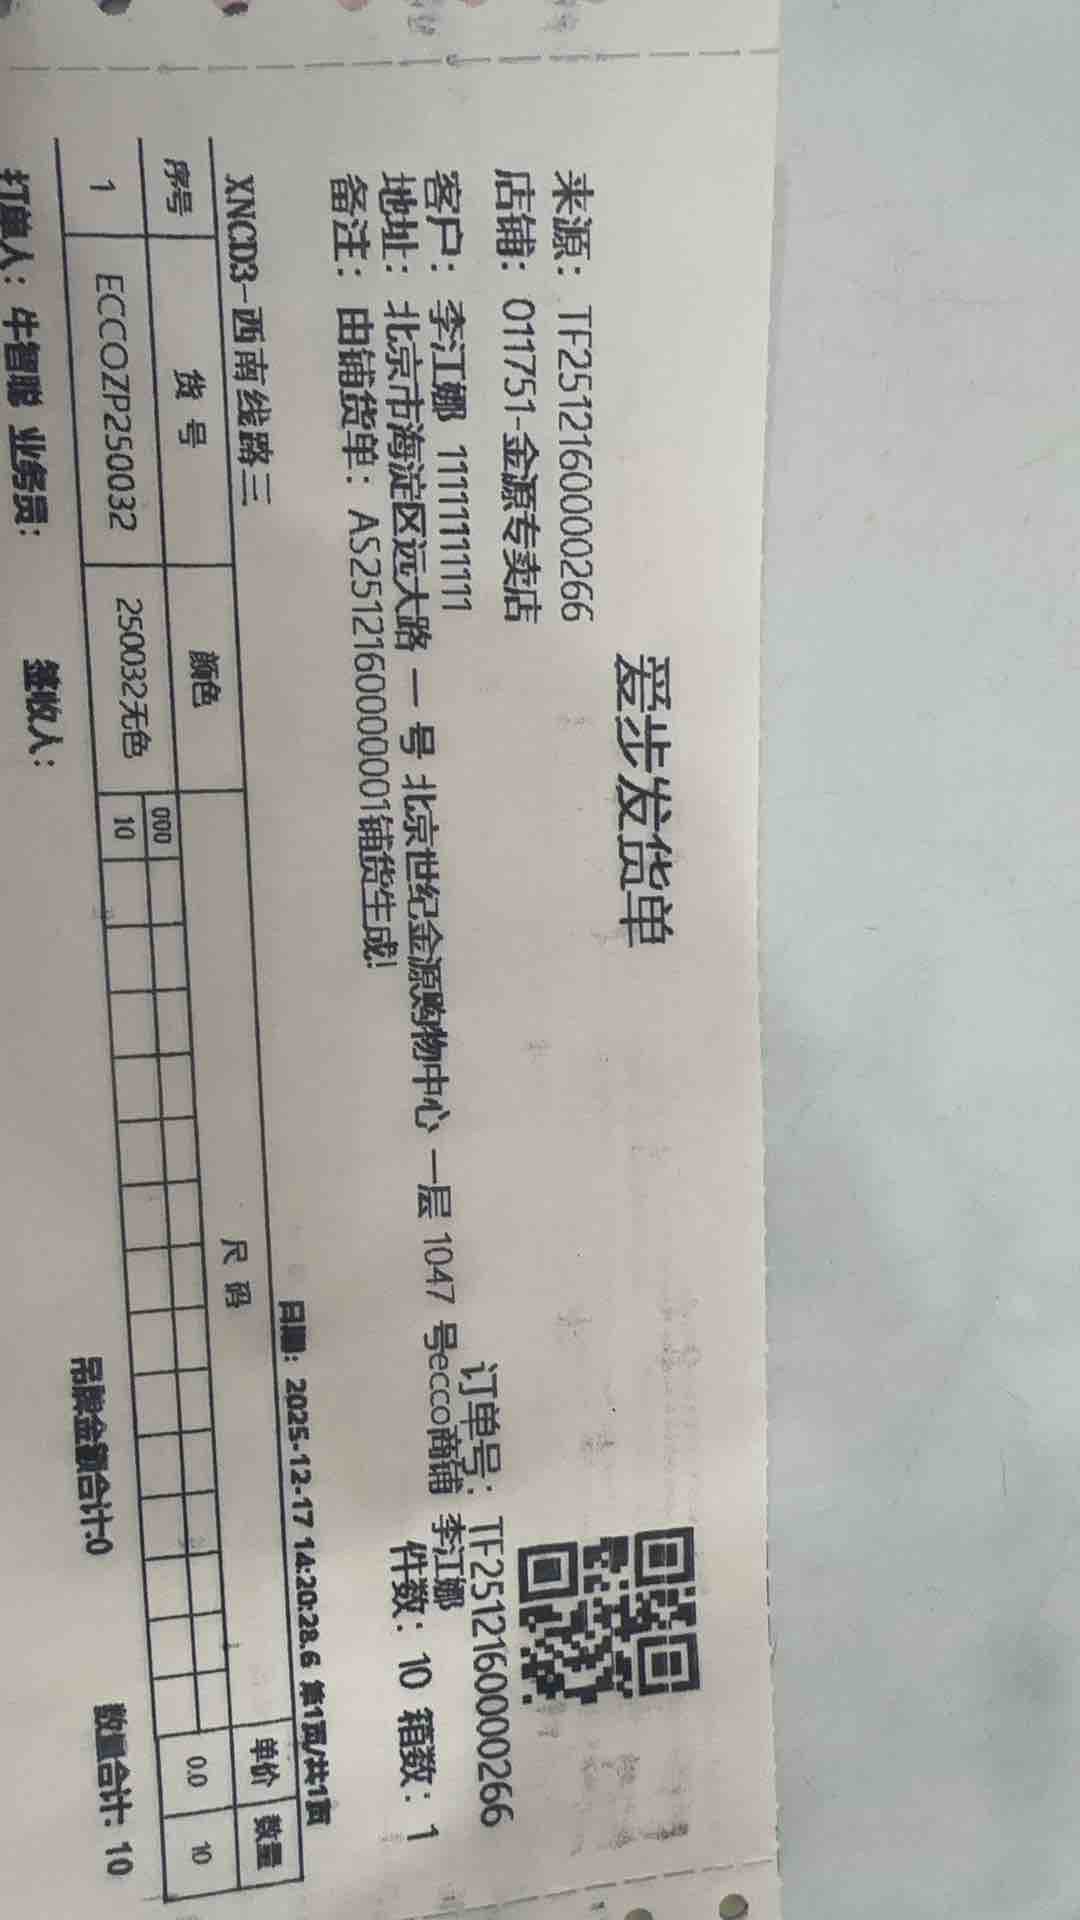 爱步发货单
来源：TF2512160000266
店铺：011751-金源专卖店
订单号：TF2512160000266
客户：李江娜 1111111111
地址：北京市海淀区远大路 一 号 北京世纪金源购物中心 一层 1047 号ecco商铺 李江娜
备注：由铺货单：AS2512160000001铺货生成!
件数：10 箱数：1
XNCD3-西南线路三
日期：2025-12-17 14:20:28.6 第1页/共1页
序号 货 号 颜色 尺 码 单价 数量
000
1 ECCOZP250032 250032无色 10 0.0 10
吊牌金额合计:0 数量合计: 10
打单人：牛智聪 业务员： 签收人：